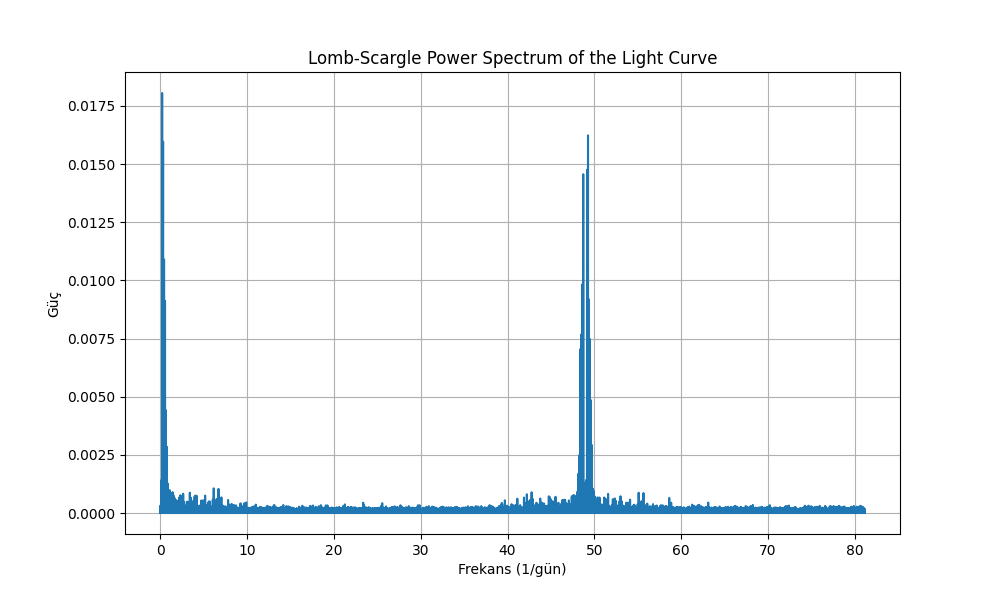 Lomb-Scargle Power Spectrum of the Light Curve
0.0175
0.0150
0.0125
0.0100
0.0075
0.0050
0.0025
0.0000
Güç
0 10 20 30 40 50 60 70 80
Frekans (1/gün)